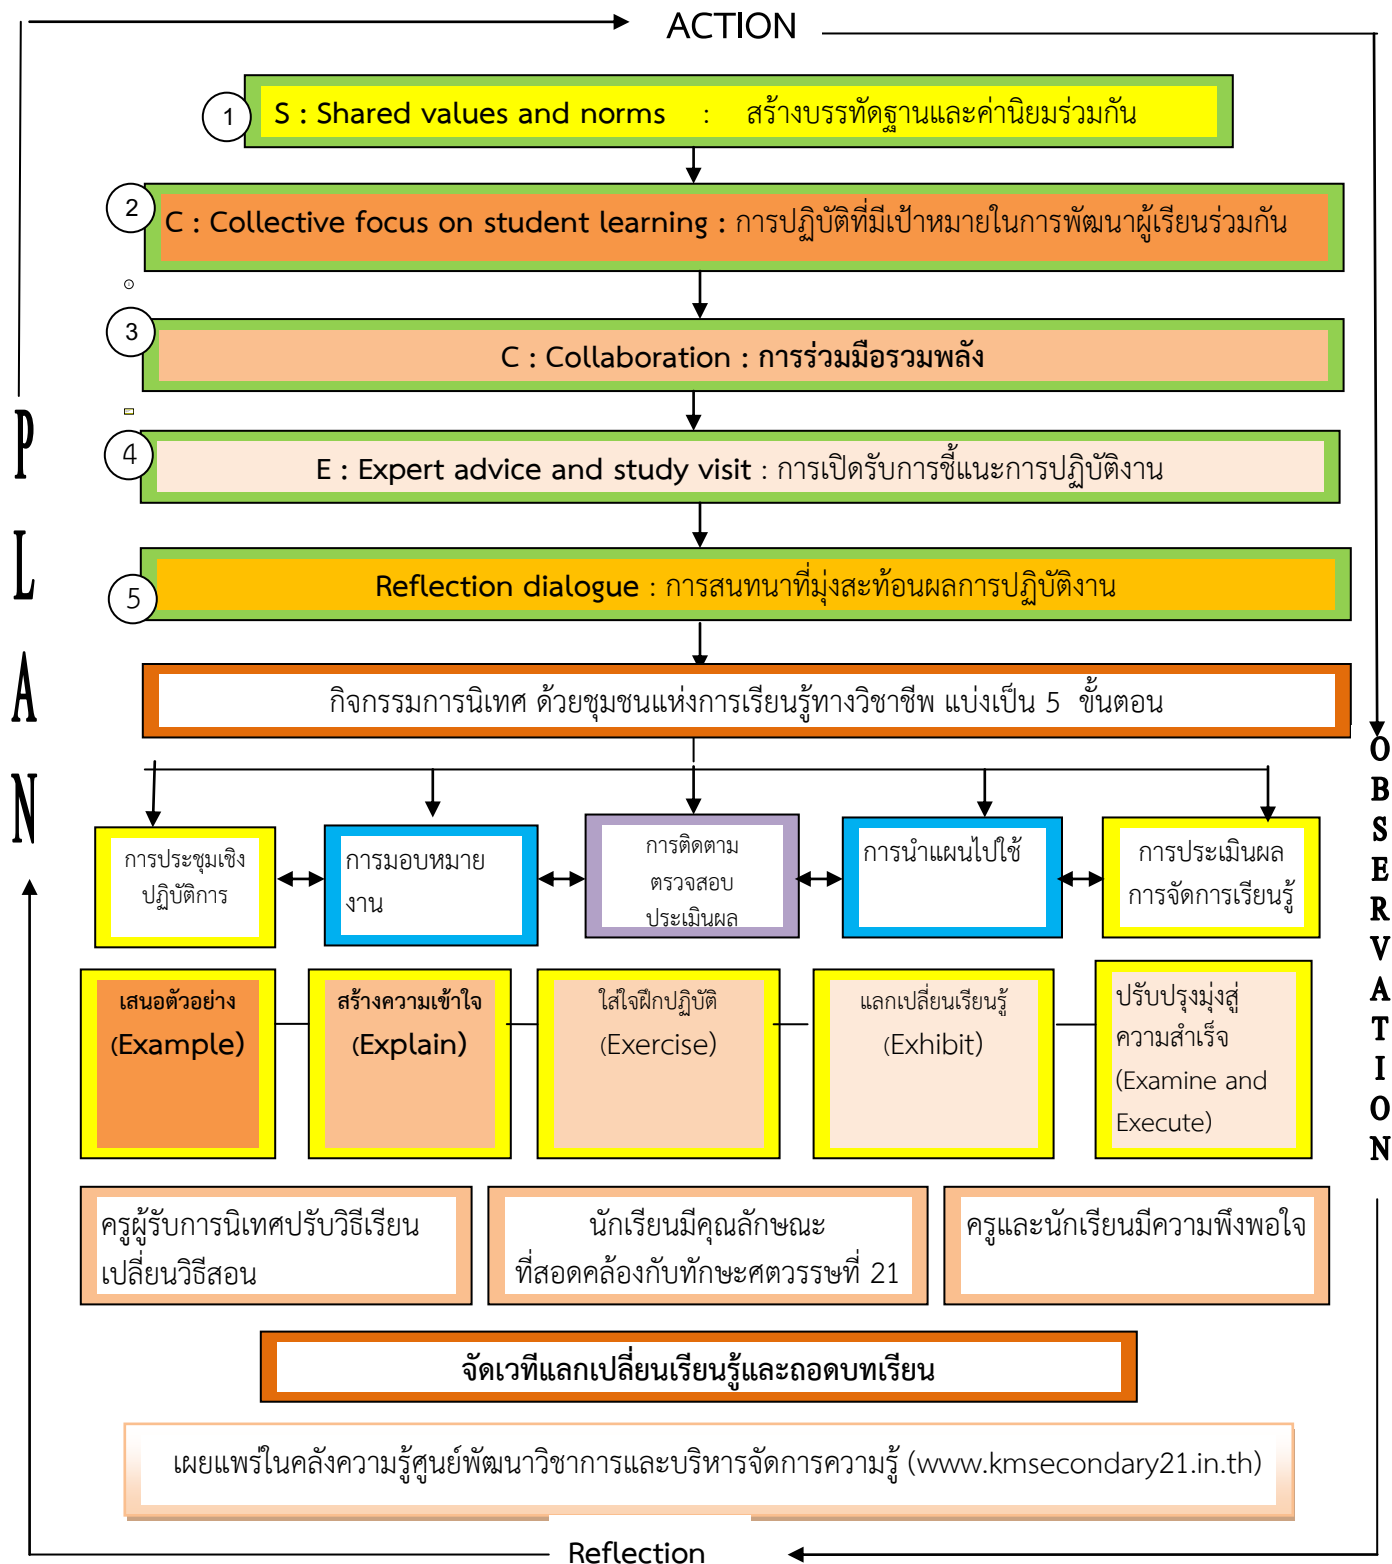 ACTION
1
S : Shared values and norms : สร้างบรรทัดฐานและค่านิยมร่วมกัน
2
C : Collective focus on student learning : การปฏิบัติที่มีเป้าหมายในการพัฒนาผู้เรียนร่วมกัน
3
C : Collaboration : การร่วมมือรวมพลัง
4
E : Expert advice and study visit : การเปิดรับการชี้แนะการปฏิบัติงาน
5
Reflection dialogue : การสนทนาที่มุ่งสะท้อนผลการปฏิบัติงาน
PLAN
กิจกรรมการนิเทศ ด้วยชุมชนแห่งการเรียนรู้ทางวิชาชีพ แบ่งเป็น 5 ขั้นตอน
OBSERVATION
การประชุมเชิง
ปฏิบัติการ
การมอบหมาย
งาน
การติดตาม
ตรวจสอบ
ประเมินผล
การนำแผนไปใช้
การประเมินผล
การจัดการเรียนรู้
เสนอตัวอย่าง
(Example)
สร้างความเข้าใจ
(Explain)
ใส่ใจฝึกปฏิบัติ
(Exercise)
แลกเปลี่ยนเรียนรู้
(Exhibit)
ปรับปรุงมุ่งสู่
ความสำเร็จ
(Examine and
Execute)
ครูผู้รับการนิเทศปรับวิธีเรียน
เปลี่ยนวิธีสอน
นักเรียนมีคุณลักษณะ
ที่สอดคล้องกับทักษะศตวรรษที่ 21
ครูและนักเรียนมีความพึงพอใจ
จัดเวทีแลกเปลี่ยนเรียนรู้และถอดบทเรียน
เผยแพร่ในคลังความรู้ศูนย์พัฒนาวิชาการและบริหารจัดการความรู้ (www.kmsecondary21.in.th)
Reflection